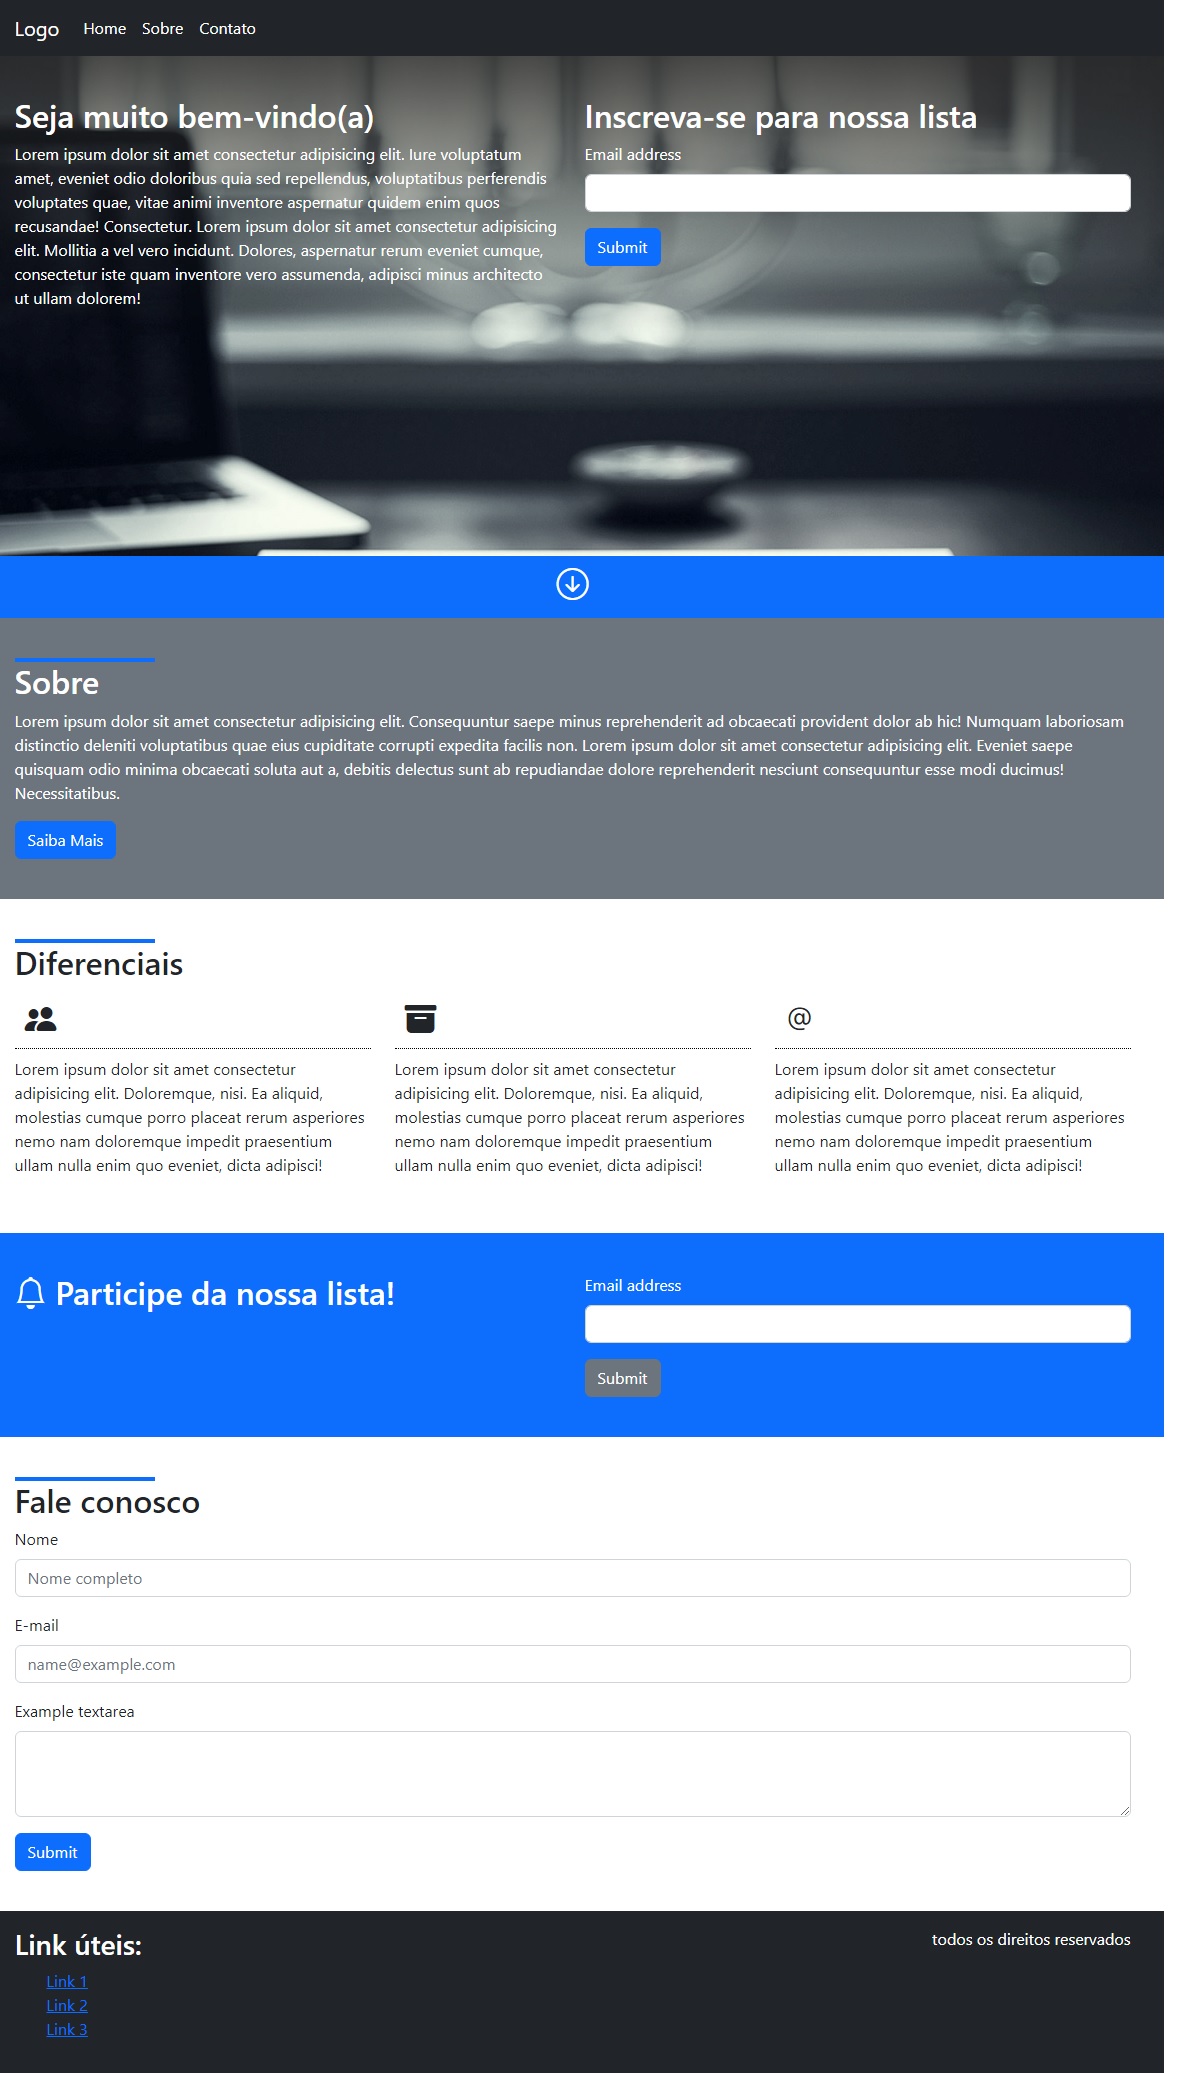 Logo Home Sobre Contato
Seja muito bem-vindo(a)
Lorem ipsum dolor sit amet consectetur adipisicing elit. Iure voluptatum
amet, eveniet odio doloribus quia sed repellendus, voluptatibus perferendis
voluptates quae, vitae animi inventore aspernatur quidem enim quos
recusandae! Consectetur. Lorem ipsum dolor sit amet consectetur adipisicing
elit. Mollitia a vel vero incidunt. Dolores, aspernatur rerum eveniet cumque,
consectetur iste quam inventore vero assumenda, adipisci minus architecto
ut ullam dolorem!
Inscreva-se para nossa lista
Email address
Submit
Sobre
Lorem ipsum dolor sit amet consectetur adipisicing elit. Consequuntur saepe minus reprehenderit ad obcaecati provident dolor ab hic! Numquam laboriosam
distinctio deleniti voluptatibus quae eius cupiditate corrupti expedita facilis non. Lorem ipsum dolor sit amet consectetur adipisicing elit. Eveniet saepe
quisquam odio minima obcaecati soluta aut a, debitis delectus sunt ab repudiandae dolore reprehenderit nesciunt consequuntur esse modi ducimus!
Necessitatibus.
Saiba Mais
Diferenciais
Lorem ipsum dolor sit amet consectetur
adipisicing elit. Doloremque, nisi. Ea aliquid,
molestias cumque porro placeat rerum asperiores
nemo nam doloremque impedit praesentium
ullam nulla enim quo eveniet, dicta adipisci!
Lorem ipsum dolor sit amet consectetur
adipisicing elit. Doloremque, nisi. Ea aliquid,
molestias cumque porro placeat rerum asperiores
nemo nam doloremque impedit praesentium
ullam nulla enim quo eveniet, dicta adipisci!
@
Lorem ipsum dolor sit amet consectetur
adipisicing elit. Doloremque, nisi. Ea aliquid,
molestias cumque porro placeat rerum asperiores
nemo nam doloremque impedit praesentium
ullam nulla enim quo eveniet, dicta adipisci!
Participe da nossa lista!
Email address
Submit
Fale conosco
Nome
Nome completo
E-mail
name@example.com
Example textarea
Submit
Link úteis:
Link 1
Link 2
Link 3
todos os direitos reservados